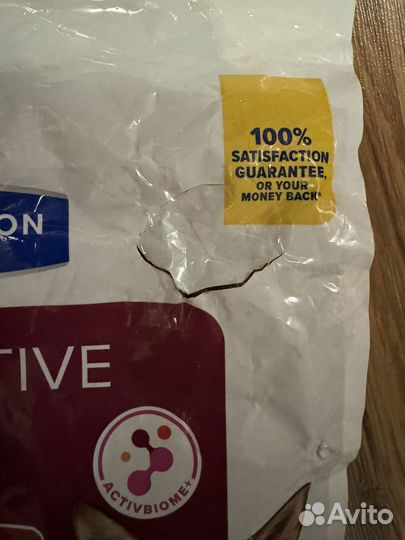 100%
SATISFACTION
GUARANTEE,
OR YOUR
MONEY BACK*
ON
TIVE
ACTIVBIOME+
Avito